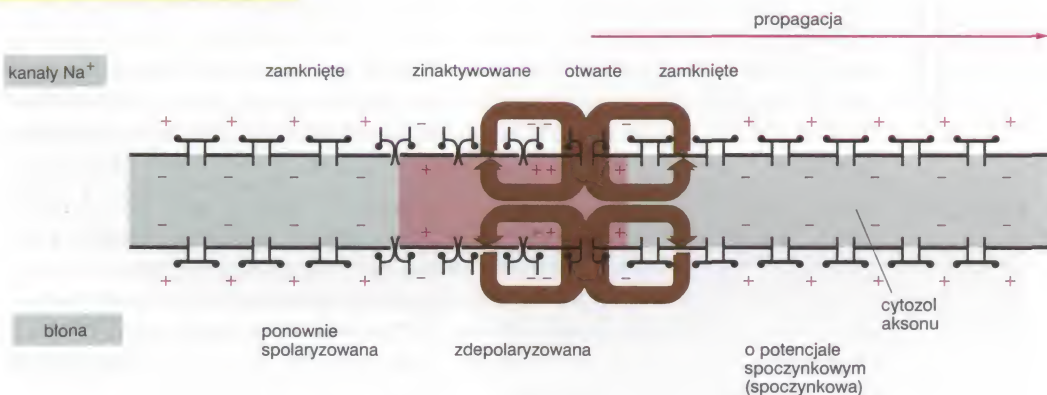 propagacja
kanały Na+
zamknięte
zinaktywowane
otwarte
zamknięte
cytozol
aksonu
błona
ponownie
spolaryzowana
zdepolaryzowana
o potencjale
spoczynkowym
(spoczynkowa)